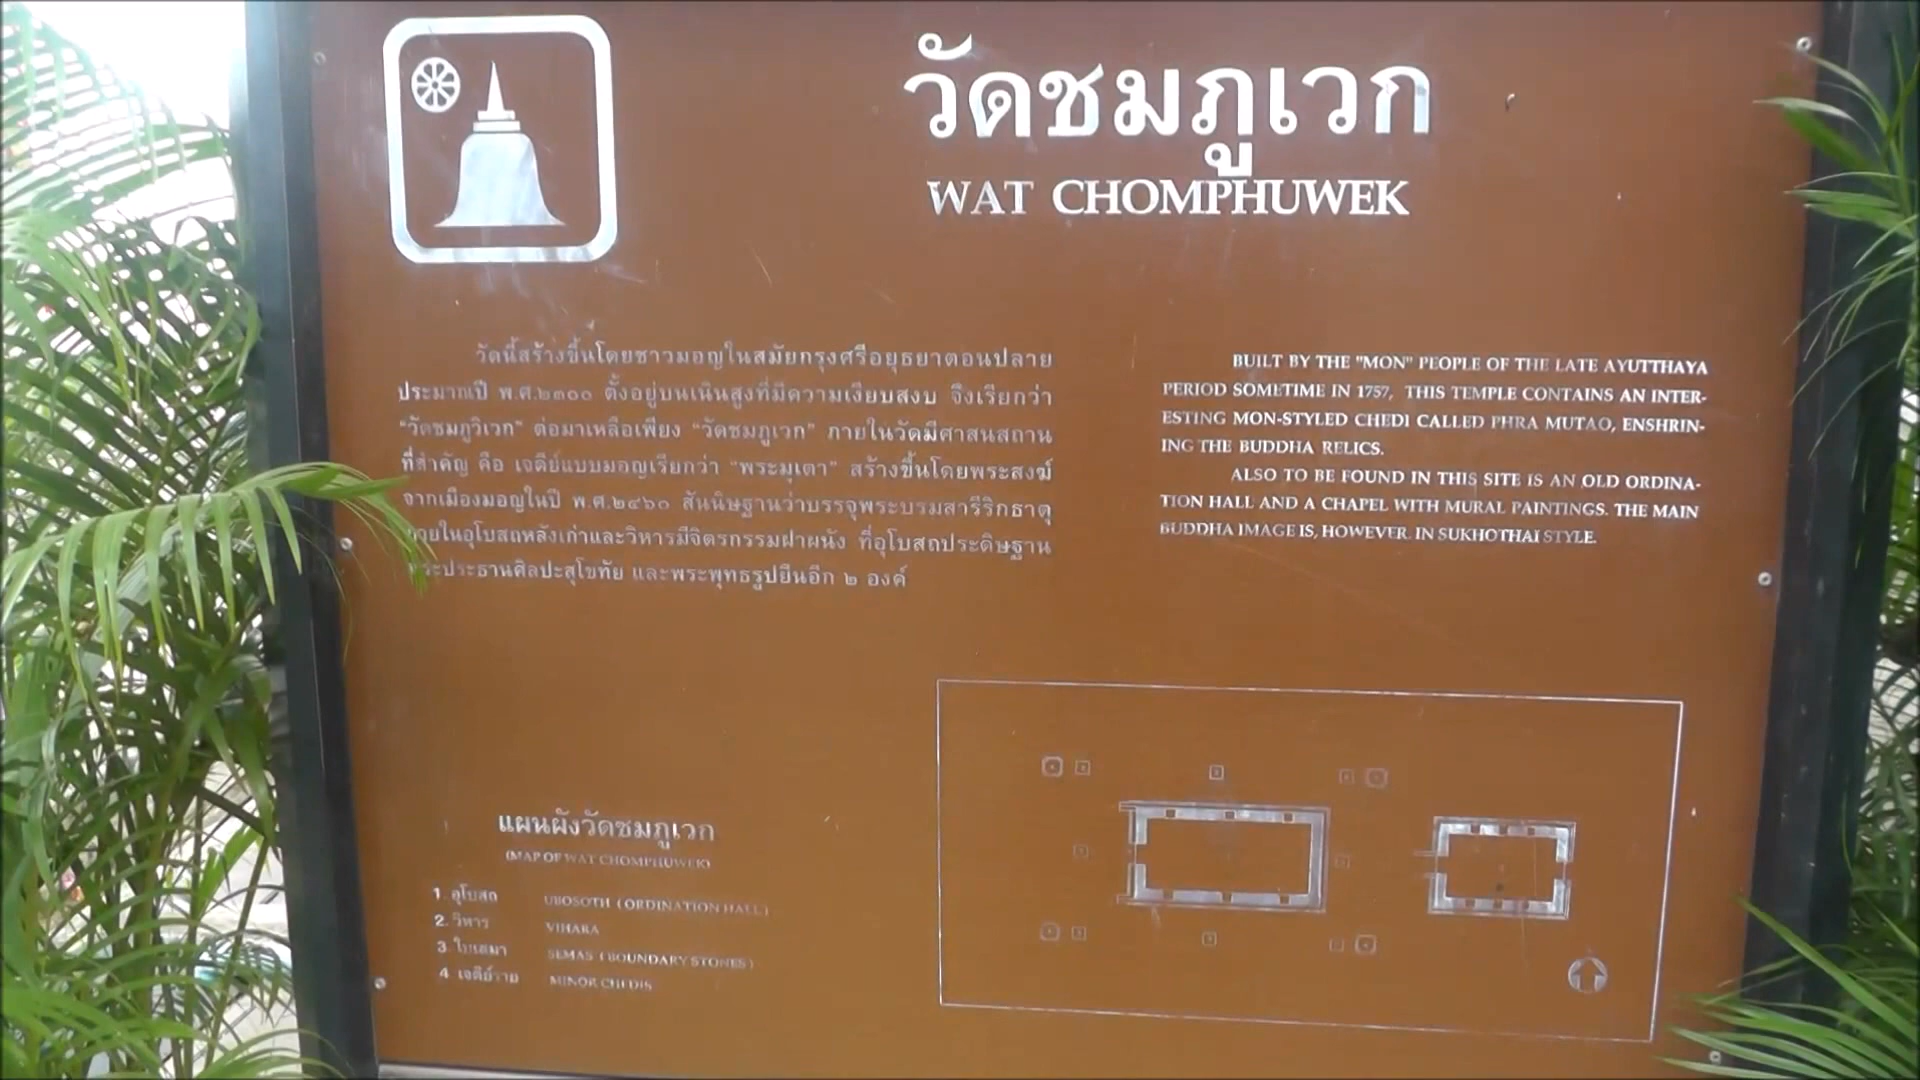 วัดชมภูเวก
WAT CHOMPHUWEK
วัดนี้สร้างขึ้นโดยชาวมอญในสมัยกรุงศรีอยุธยาตอนปลาย
ประมาณปี พ.ศ.๒๓๐๐ ตั้งอยู่บนเนินสูงที่มีความเงียบสงบ จึงเรียกว่า
“วัดชมภูวิเวก” ต่อมาเหลือเพียง “วัดชมภูเวก” ภายในวัดมีศาสนสถาน
ที่สำคัญ คือ เจดีย์แบบมอญเรียกว่า “พระมุเตา” สร้างขึ้นโดยพระสงฆ์
จากเมืองมอญในปี พ.ศ.๒๔๖๐ สันนิษฐานว่าบรรจุพระบรมสารีริกธาตุ
ภายในอุโบสถหลังเก่าและวิหารมีจิตรกรรมฝาผนัง ที่อุโบสถประดิษฐาน
พระประธานศิลปะสุโขทัย และพระพุทธรูปยืนอีก ๒ องค์
BUILT BY THE "MON" PEOPLE OF THE LATE AYUTTHAYA
PERIOD SOMETIME IN 1757, THIS TEMPLE CONTAINS AN INTER-
ESTING MON-STYLED CHEDI CALLED PHRA MUTAO, ENSHRIN-
ING THE BUDDHA RELICS.
ALSO TO BE FOUND IN THIS SITE IS AN OLD ORDINA-
TION HALL AND A CHAPEL WITH MURAL PAINTINGS. THE MAIN
BUDDHA IMAGE IS, HOWEVER. IN SUKHOTHAI STYLE.
แผนผังวัดชมภูเวก
(MAP OF WAT CHOMPHUWEK)
1. อุโบสถ UBOSOTH (ORDINATION HALL)
2. วิหาร VIHARA
3. ใบเสมา SEMAS (BOUNDARY STONES)
4 เจดีย์ราย MINOR CHEDIS